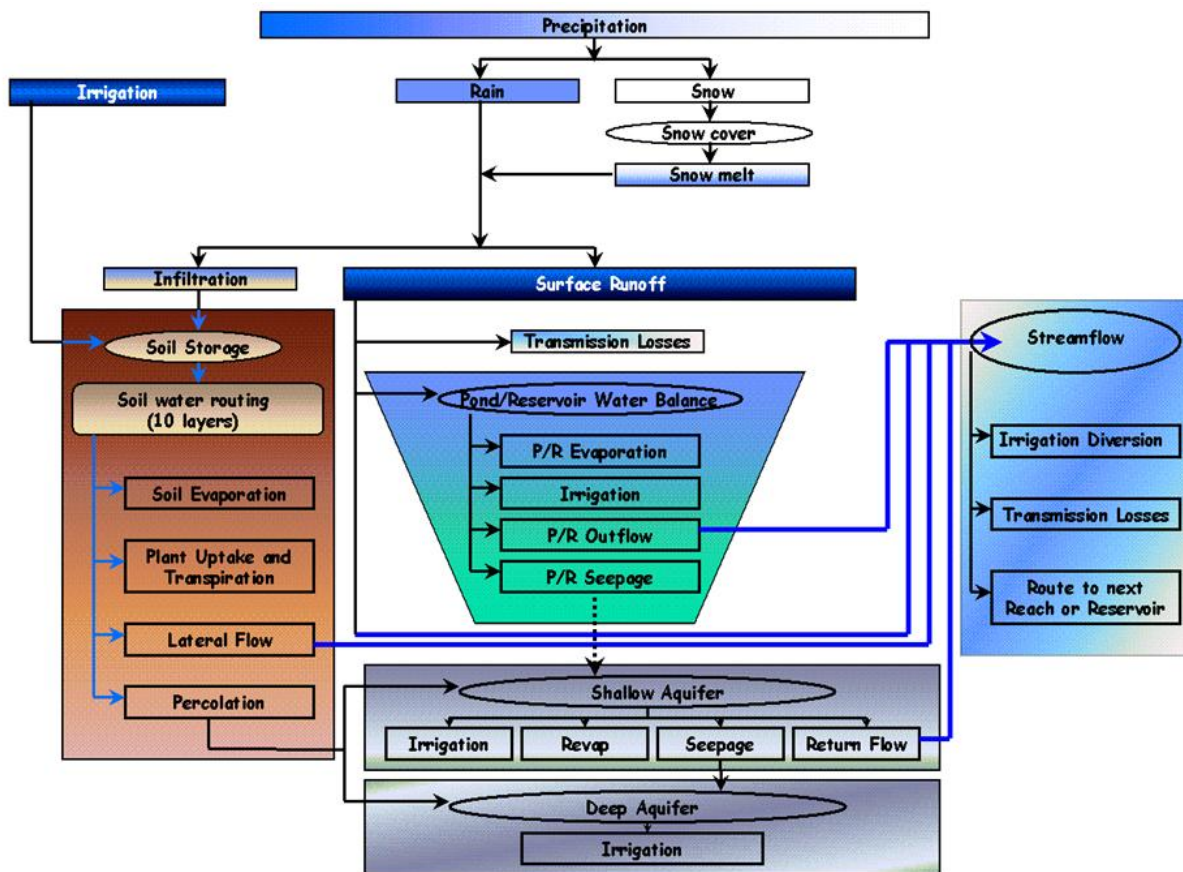 Precipitation
Irrigation
Rain
Snow
Snow cover
Snow melt
Infiltration
Surface Runoff
Soil Storage
Transmission Losses
Streamflow
Soil water routing
(10 layers)
Pond/Reservoir Water Balance
P/R Evaporation
Irrigation Diversion
Soil Evaporation
Irrigation
Transmission Losses
P/R Outflow
Plant Uptake and
Transpiration
P/R Seepage
Route to next
Reach or Reservoir
Lateral Flow
Percolation
Shallow Aquifer
Irrigation
Revap
Seepage
Return Flow
Deep Aquifer
Irrigation